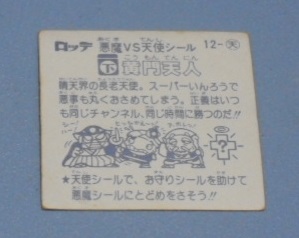 ロッテ 悪魔VS天使シール 12-天
下 黄門天人
晴天界の長老天使。スーパーいんろうで
悪事も丸くおさめてしまう。正義はいつ
も同じチャンネル、同じ時間に勝つのだ!!
★天使シールで、お守りシールを助けて
悪魔シールにとどめをさそう!!